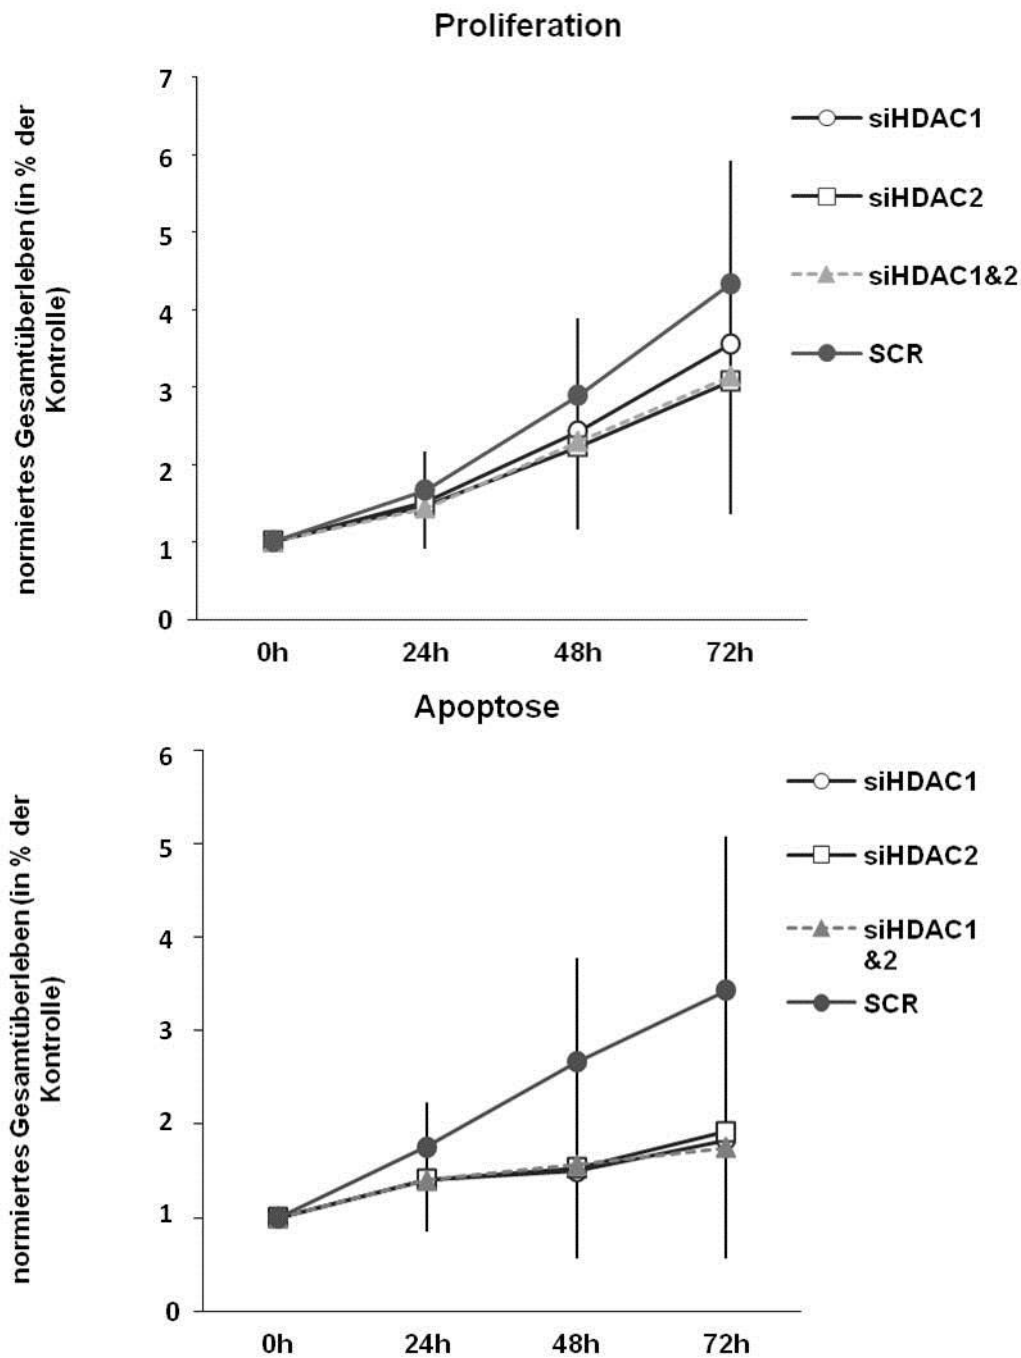 Proliferation
normiertes Gesamtüberleben (in % der
Kontrolle)
7
6
5
4
3
2
1
0
0h 24h 48h 72h
siHDAC1
siHDAC2
siHDAC1&2
SCR
Apoptose
normiertes Gesamtüberleben (in % der
Kontrolle)
6
5
4
3
2
1
0
0h 24h 48h 72h
siHDAC1
siHDAC2
siHDAC1
&2
SCR